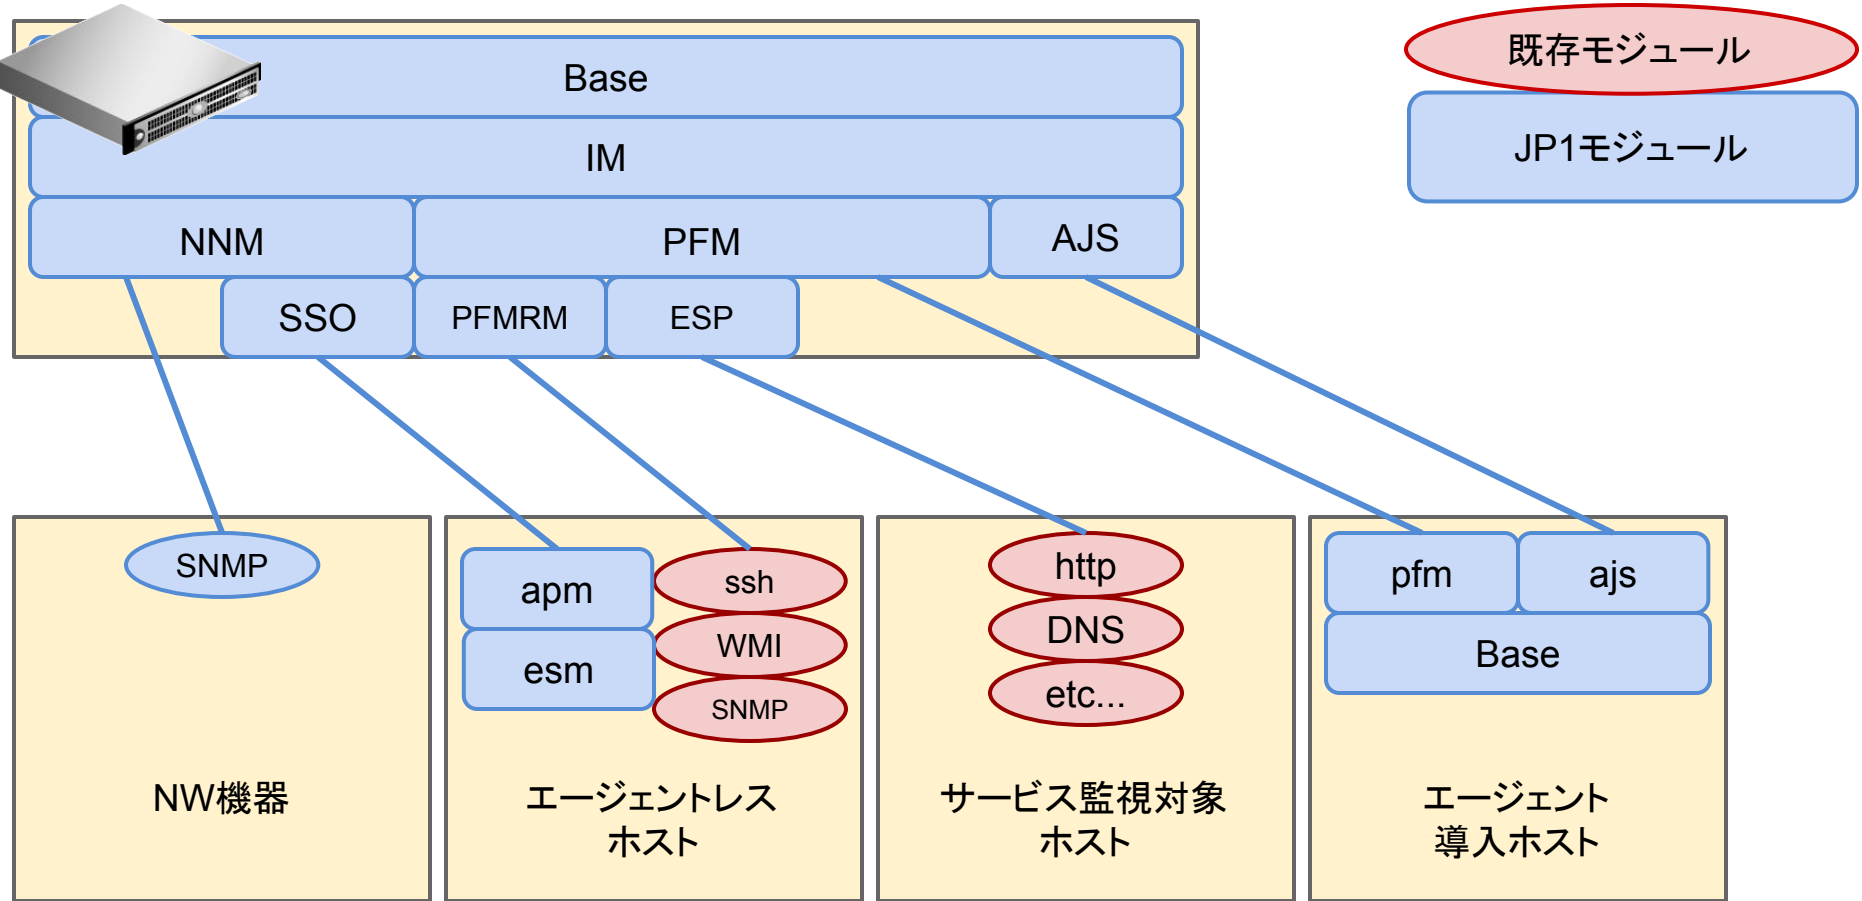 既存モジュール
Base
JP1モジュール
IM
NNM
PFM
AJS
SSO
PFMRM
ESP
SNMP
apm
esm
ssh
WMI
SNMP
http
DNS
etc...
pfm
ajs
Base
NW機器
エージェントレス
ホスト
サービス監視対象
ホスト
エージェント
導入ホスト